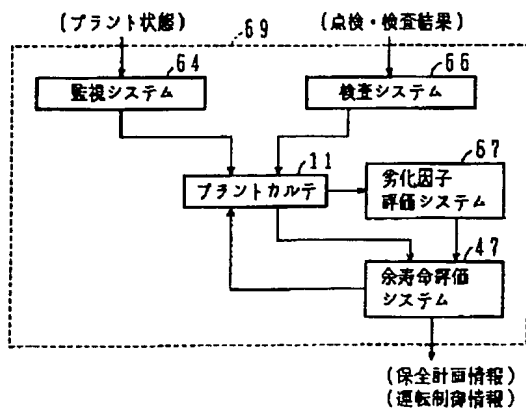 (プラント状態)
69
(点検・検査結果)
64
監視システム
66
検査システム
11
プラントカルテ
67
劣化因子
評価システム
47
余寿命評価
システム
(保全計画情報)
(運転制御情報)